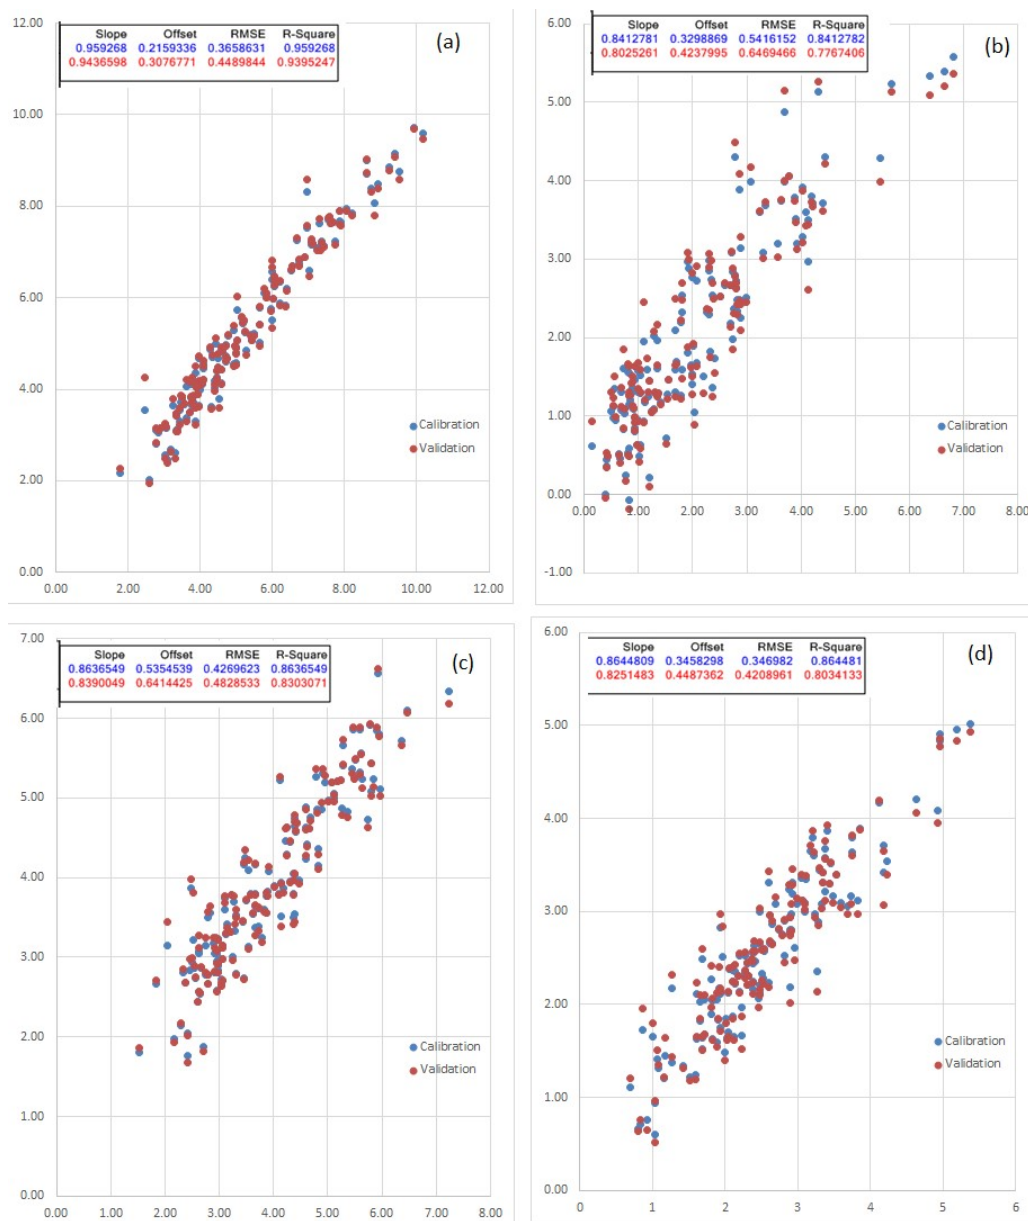 (a)
Slope Offset RMSE R-Square
0.959268 0.2159336 0.3658631 0.959268
0.9436598 0.3076771 0.4489844 0.9395247
12.00
10.00
8.00
6.00
4.00
2.00
0.00
0.00 2.00 4.00 6.00 8.00 10.00 12.00
Calibration
Validation
(b)
Slope Offset RMSE R-Square
0.8412781 0.3298869 0.5416152 0.8412782
0.8025261 0.4237995 0.6469466 0.7767406
6.00
5.00
4.00
3.00
2.00
1.00
0.00
-1.00
0.00 1.00 2.00 3.00 4.00 5.00 6.00 7.00 8.00
Calibration
Validation
(c)
Slope Offset RMSE R-Square
0.8636549 0.5354539 0.4269623 0.8636549
0.8390049 0.6414425 0.4828533 0.8303071
7.00
6.00
5.00
4.00
3.00
2.00
1.00
0.00
0.00 1.00 2.00 3.00 4.00 5.00 6.00 7.00 8.00
Calibration
Validation
(d)
Slope Offset RMSE R-Square
0.8644809 0.3458298 0.346982 0.864481
0.8251483 0.4487362 0.4208961 0.8034133
6.00
5.00
4.00
3.00
2.00
1.00
0.00
0 1 2 3 4 5 6
Calibration
Validation